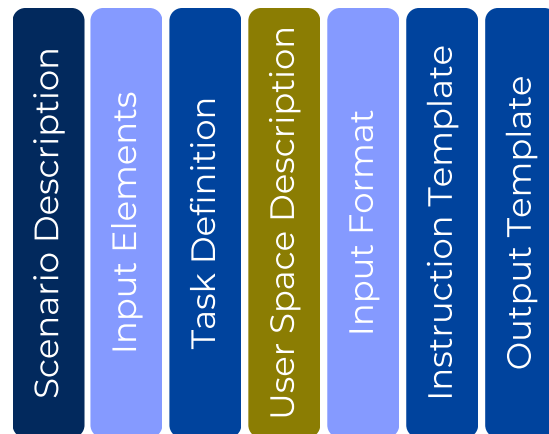 Scenario Description
Input Elements
Task Definition
User Space Description
Input Format
Instruction Template
Output Template